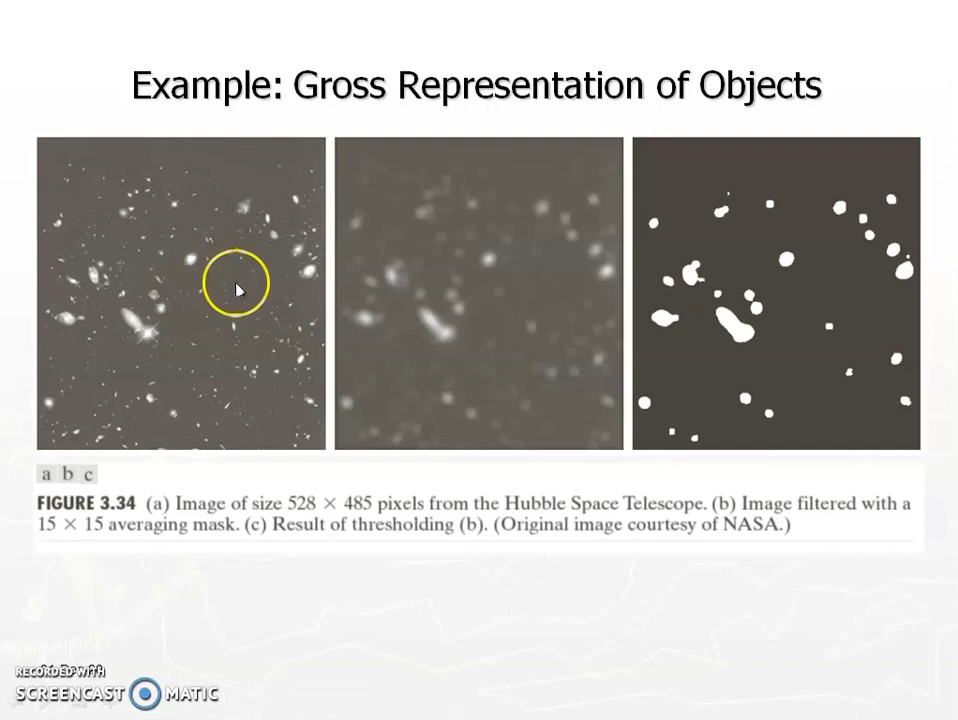 Example: Gross Representation of Objects
a b c
FIGURE 3.34 (a) Image of size 528 × 485 pixels from the Hubble Space Telescope. (b) Image filtered with a
15 × 15 averaging mask. (c) Result of thresholding (b). (Original image courtesy of NASA.)
RECORDED WITH
SCREENCAST MATIC